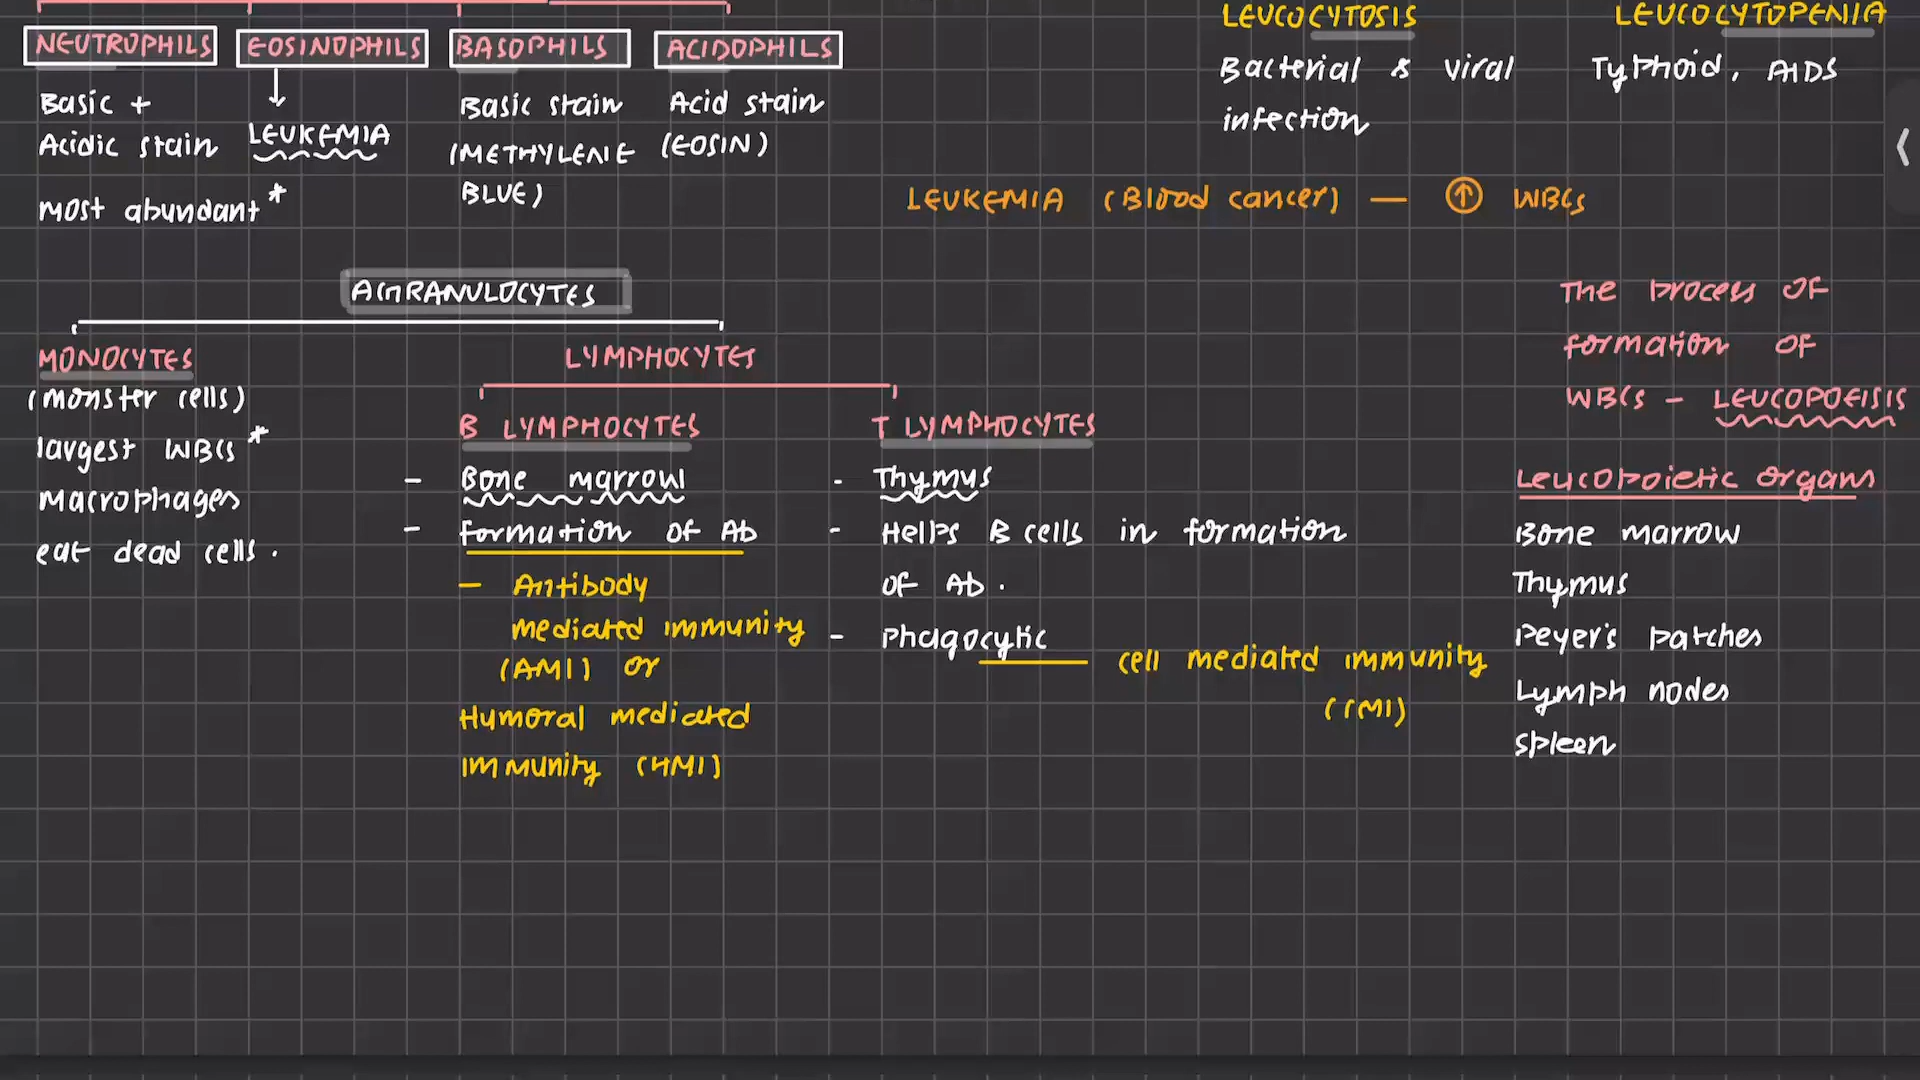 LEUCOCYTOSIS LEUCOCYTOPENIA
NEUTROPHILS EOSINOPHILS BASOPHILS ACIDOPHILS
Bacterial & viral
infection
Typhoid, AIDS
Basic +
Acidic stain
most abundant *
LEUKEMIA
Basic stain
(METHYLENE
BLUE)
Acid stain
(EOSIN)
LEUKEMIA (Blood cancer) — ↑ WBCs
AGRANULOCYTES
MONOCYTES
(monster cells)
largest WBCs *
Macrophages
eat dead cells.
LYMPHOCYTES
B LYMPHOCYTES
- Bone marrow
- formation of Ab
- Antibody
mediated immunity
(AMI) or
Humoral mediated
immunity (HMI)
T LYMPHOCYTES
- Thymus
- Helps B cells in formation
of Ab.
- Phagocytic
cell mediated immunity
(CMI)
The process of
formation of
WBCs - LEUCOPOEISIS
Leucopoietic organs
Bone marrow
Thymus
Peyer's patches
Lymph nodes
spleen